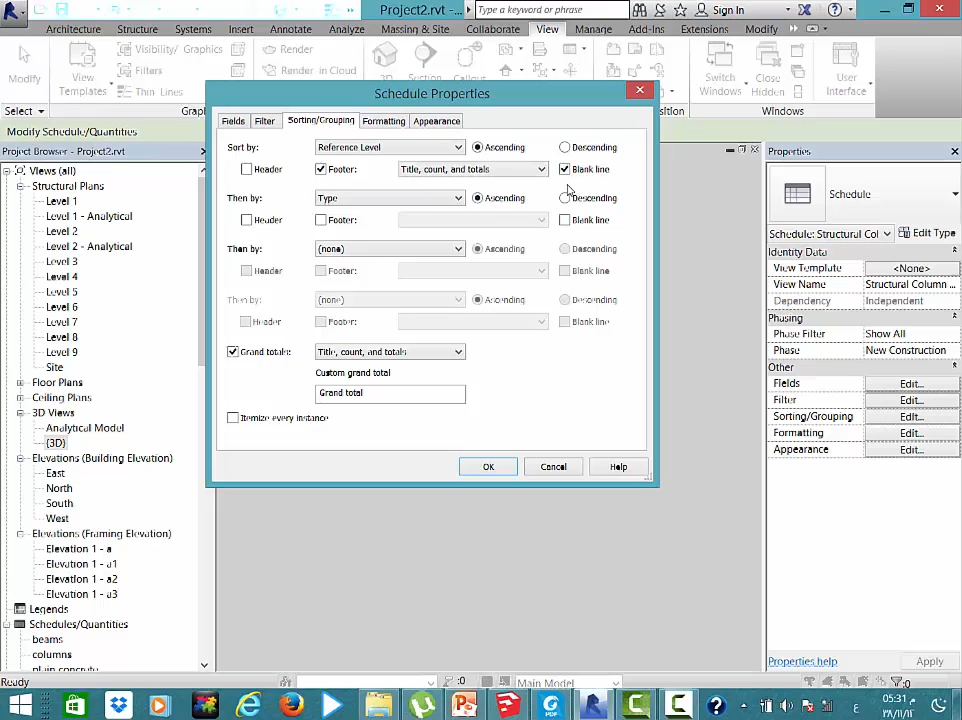 Project2.rvt -...
Type a keyword or phrase
Sign In
Architecture Structure Systems Insert Annotate Analyze Massing & Site Collaborate View Manage Add-Ins Extensions Modify
Modify
View Templates
Visibility/ Graphics
Filters
Thin Lines
Render
Render in Cloud
3D
Section
Callout
Switch Windows
Close Hidden
User Interface
Select
Windows
Modify Schedule/Quantities
Project Browser - Project2.rvt
Views (all)
Structural Plans
Level 1
Level 1 - Analytical
Level 2
Level 2 - Analytical
Level 3
Level 4
Level 5
Level 6
Level 7
Level 8
Level 9
Site
Floor Plans
Ceiling Plans
3D Views
Analytical Model
{3D}
Elevations (Building Elevation)
East
North
South
West
Elevations (Framing Elevation)
Elevation 1 - a
Elevation 1 - a1
Elevation 1 - a2
Elevation 1 - a3
Legends
Schedules/Quantities
beams
columns
plain concrete
Schedule Properties
Fields Filter Sorting/Grouping Formatting Appearance
Sort by: Reference Level Ascending Descending
Header Footer: Title, count, and totals Blank line
Then by: Type Ascending Descending
Header Footer: Blank line
Then by: (none) Ascending Descending
Header Footer: Blank line
Then by: (none) Ascending Descending
Header Footer: Blank line
Grand totals: Title, count, and totals
Custom grand total
Grand total
Itemize every instance
OK Cancel Help
Properties
Schedule
Schedule: Structural Col Edit Type
Identity Data
View Template <None>
View Name Structural Column ...
Dependency Independent
Phasing
Phase Filter Show All
Phase New Construction
Other
Fields Edit...
Filter Edit...
Sorting/Grouping Edit...
Formatting Edit...
Appearance Edit...
Properties help Apply
Ready
:0
Main Model
:0
05:31 م
ع